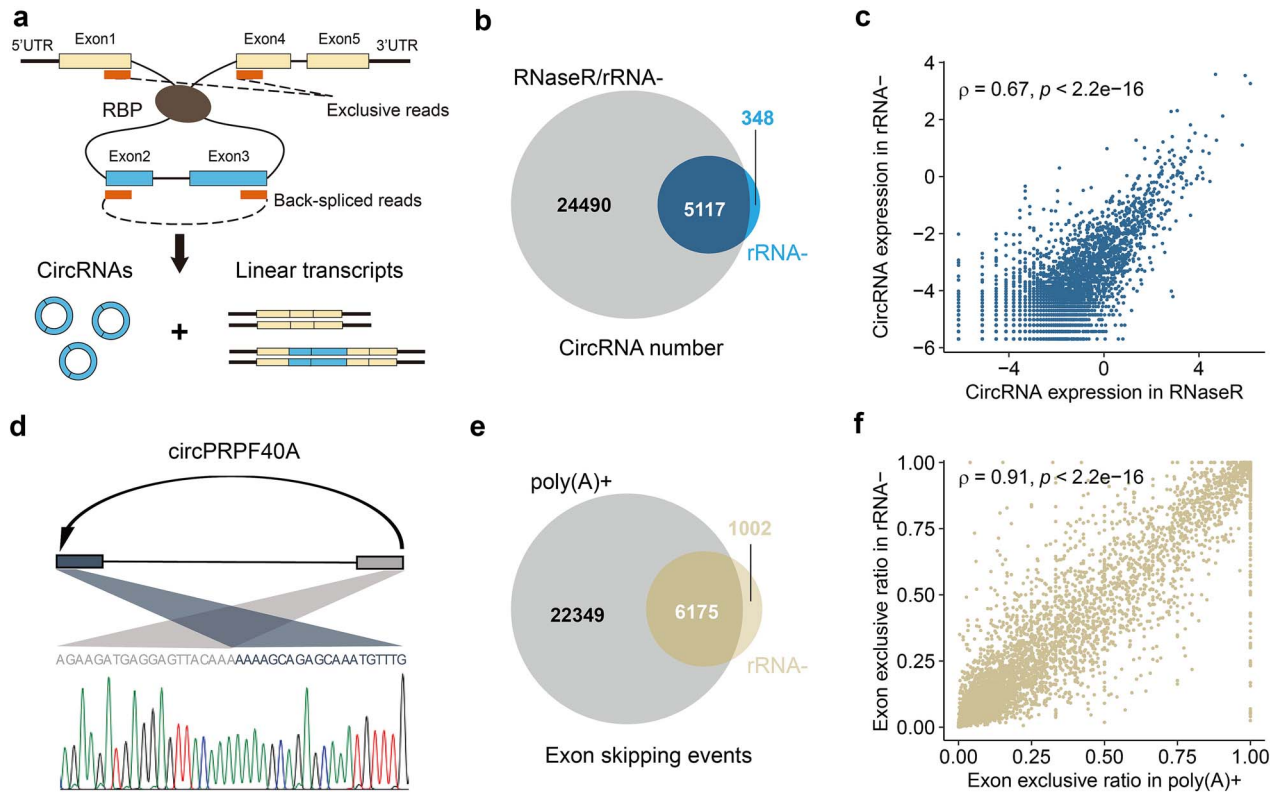 a
5'UTR
Exon1
Exon4
Exon5
3'UTR
RBP
Exclusive reads
Exon2
Exon3
Back-spliced reads
CircRNAs
Linear transcripts
+
b
RNaseR/rRNA−
348
24490
5117
rRNA-
CircRNA number
c
ρ = 0.67, p < 2.2e−16
CircRNA expression in rRNA−
4
2
0
−2
−4
−6
−4
0
4
CircRNA expression in RNaseR
d
circPRPF40A
AGAAGATGAGGAGTTACAAAAAAAGCAGAGCAAATGTTTG
e
poly(A)+
1002
22349
6175
rRNA-
Exon skipping events
f
ρ = 0.91, p < 2.2e−16
Exon exclusive ratio in rRNA−
1.00
0.75
0.50
0.25
0.00
0.00
0.25
0.50
0.75
1.00
Exon exclusive ratio in poly(A)+